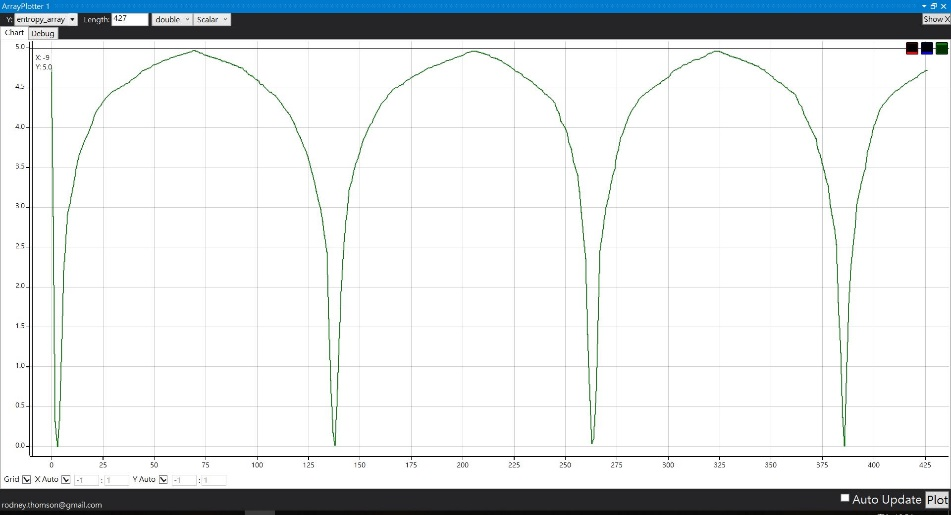 ArrayPlotter 1
Y: entropy_array Length: 427 double Scalar Show X
Chart Debug
X: -9
Y: 5.0
5.0
4.5
4.0
3.5
3.0
2.5
2.0
1.5
1.0
0.5
0.0
0 25 50 75 100 125 150 175 200 225 250 275 300 325 350 375 400 425
Grid X Auto -1 : 1 Y Auto -1 : 1
Auto Update Plot
rodney.thomson@gmail.com